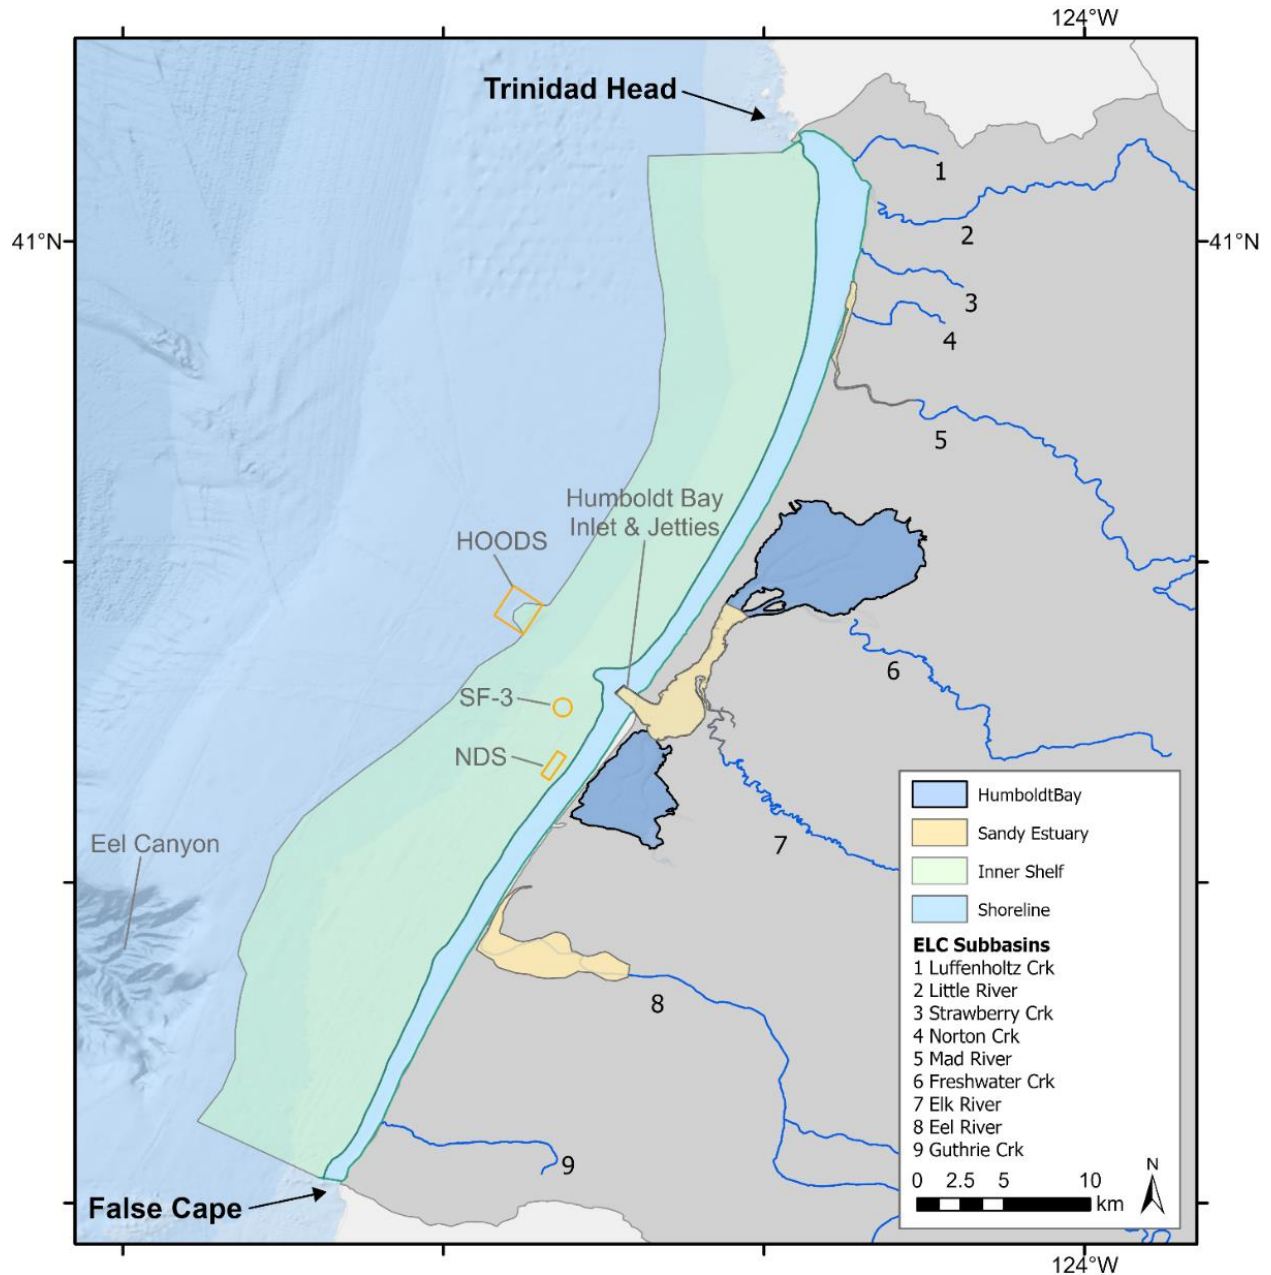 124°W
Trinidad Head
1
2
41°N
41°N
3
4
5
Humboldt Bay
Inlet & Jetties
HOODS
6
SF-3
NDS
HumboldtBay
Sandy Estuary
Inner Shelf
Shoreline
7
Eel Canyon
ELC Subbasins
1 Luffenholtz Crk
2 Little River
3 Strawberry Crk
4 Norton Crk
5 Mad River
6 Freshwater Crk
7 Elk River
8 Eel River
9 Guthrie Crk
8
9
0 2.5 5 10
km
N
False Cape
124°W